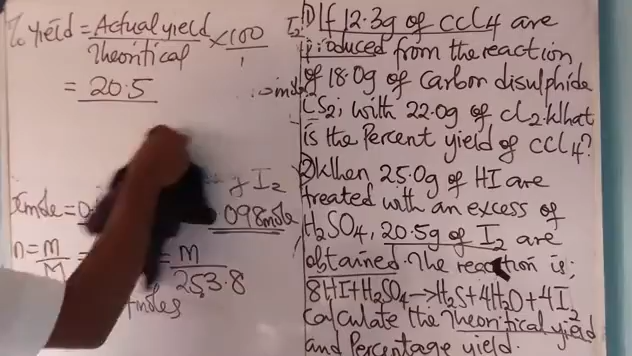 % yield = Actual yield × 100
Theoritical 1
= 20.5
I2
g I2
098mole
n = m = m
M 253.8
moles
1) If 12.3g of CCl4 are
produced from the reaction
of 18.0g of Carbon disulphide
CS2; with 22.0g of Cl2. What
is the Percent yield of CCl4?
2) When 25.0g of HI are
treated with an excess of
H2SO4, 20.5g of I2 are
obtained. The reaction is;
8HI+H2SO4→H2S+4H2O+4I2
Calculate the Theoritical yield
and Percentage yield.